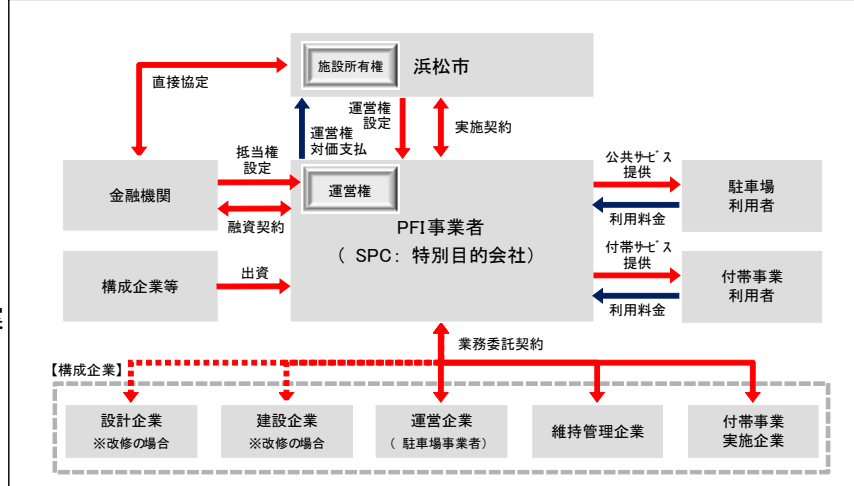 施設所有権
浜松市
直接協定
運営権
設定
実施契約
運営権
対価支払
抵当権
設定
公共サービス
提供
金融機関
運営権
駐車場
利用者
融資契約
利用料金
PFI事業者
(SPC:特別目的会社)
付帯サービス
提供
構成企業等
出資
付帯事業
利用者
利用料金
業務委託契約
【構成企業】
設計企業
※改修の場合
建設企業
※改修の場合
運営企業
(駐車場事業者)
維持管理企業
付帯事業
実施企業